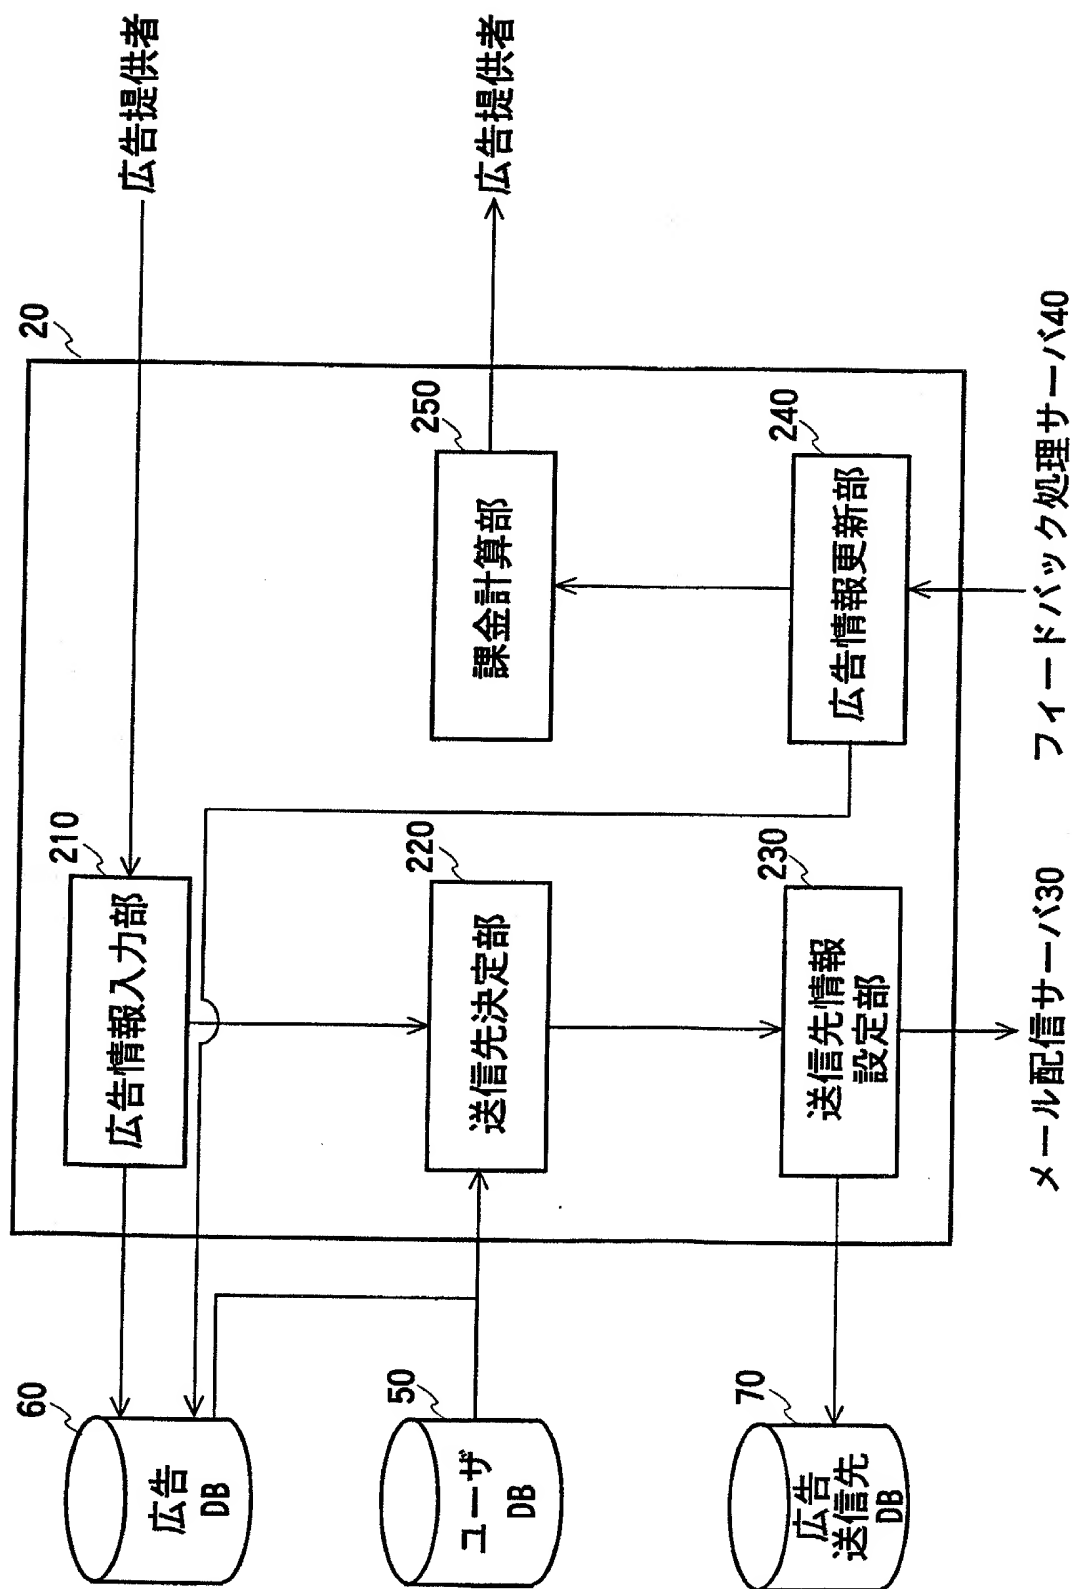 広告提供者
広告提供者
20
210
広告情報入力部
250
課金計算部
220
送信先決定部
240
広告情報更新部
230
送信先情報
設定部
60
広告
DB
50
ユーザ
DB
70
広告
送信先
DB
メール配信サーバ30
フィードバック処理サーバ40